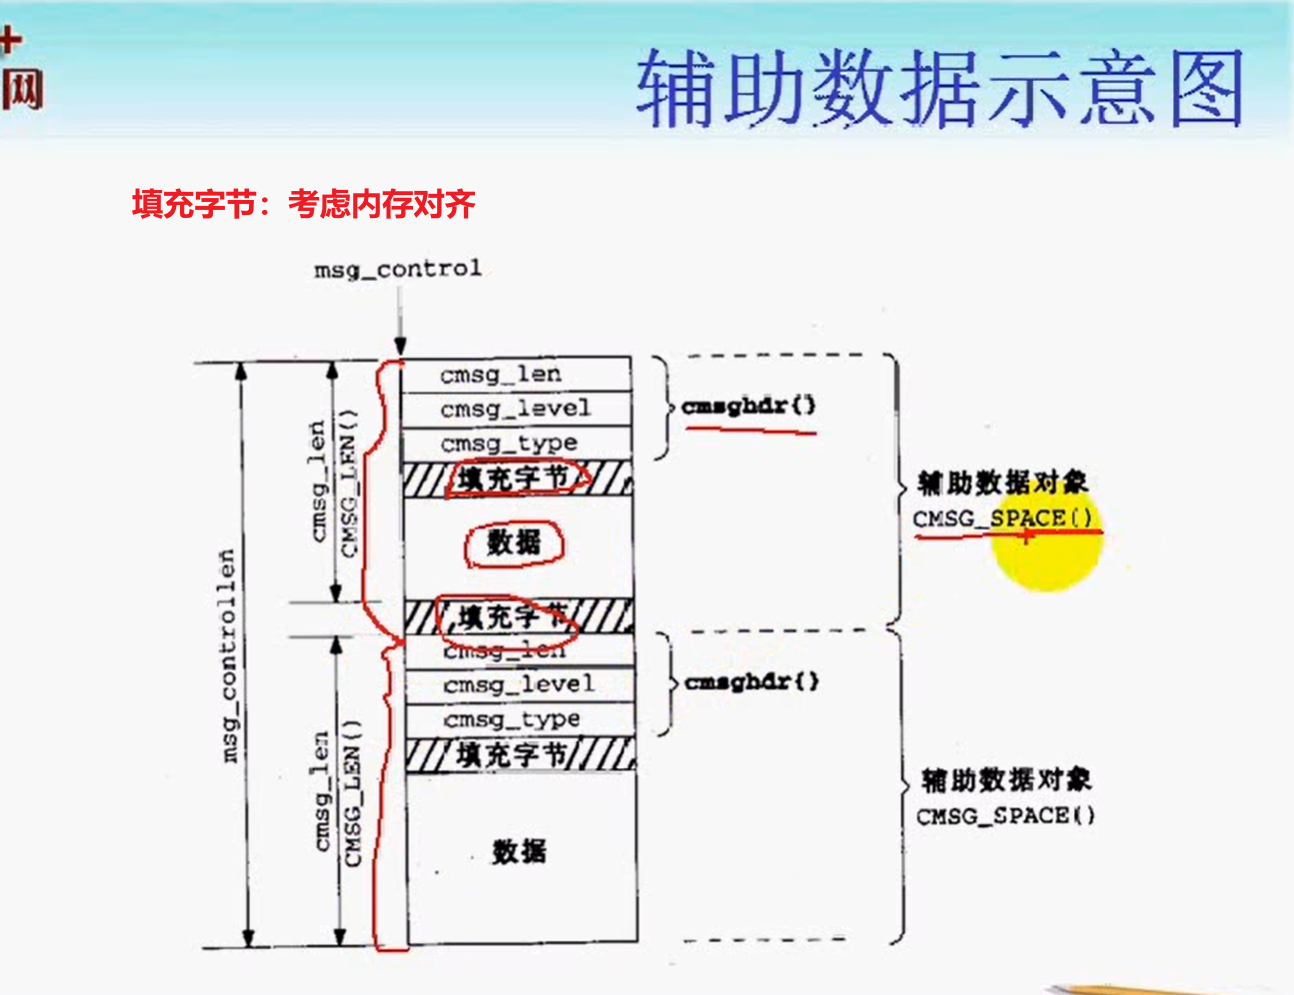 网
辅助数据示意图
填充字节：考虑内存对齐
msg_control
cmsg_len
cmsg_level
cmsg_type
填充字节
数据
填充字节
cmsghdr{}
cmsg_len
CMSG_LEN()
辅助数据对象
CMSG_SPACE()
msg_controllen
cmsg_len
cmsg_level
cmsg_type
填充字节
数据
cmsghdr{}
cmsg_len
CMSG_LEN()
辅助数据对象
CMSG_SPACE()